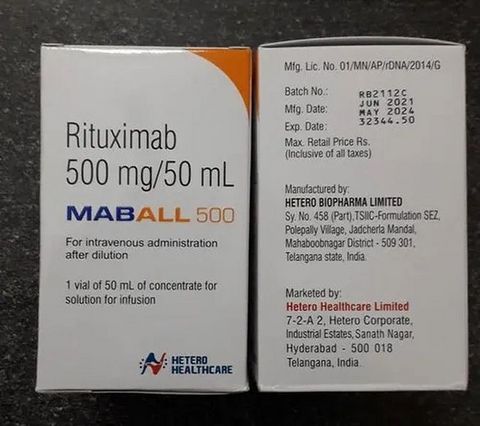 Rituximab
500 mg/50 mL
MABALL 500
For intravenous administration
after dilution
1 vial of 50 mL of concentrate for
solution for infusion
HETERO
HEALTHCARE
Mfg. Lic. No. 01/MN/AP/rDNA/2014/G
Batch No.: RB2112C
Mfg. Date: JUN 2021
Exp. Date: MAY 2024
Max. Retail Price Rs. 32344.50
(Inclusive of all taxes)
Manufactured by:
HETERO BIOPHARMA LIMITED
Sy. No. 458 (Part),TSIIC-Formulation SEZ,
Polepally Village, Jadcherla Mandal,
Mahaboobnagar District - 509 301,
Telangana state, India.
Marketed by:
Hetero Healthcare Limited
7-2-A 2, Hetero Corporate,
Industrial Estates, Sanath Nagar,
Hyderabad - 500 018
Telangana, India.